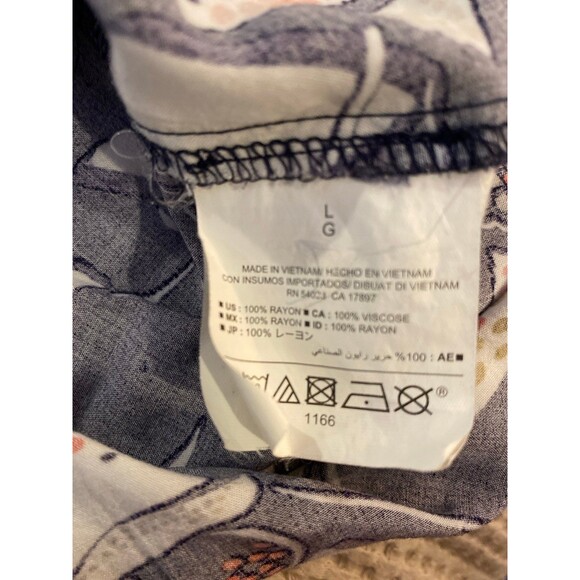 L
G
MADE IN VIETNAM/ HECHO EN VIETNAM
CON INSUMOS IMPORTADOS/ DIBUAT DI VIETNAM
RN 54023 CA 17897
■ US : 100% RAYON ■ CA : 100% VISCOSE
■ MX : 100% RAYON ■ ID : 100% RAYON
■ JP : 100% レーヨン
■ AE : 100% حرير رايون الصناعي
®
1166